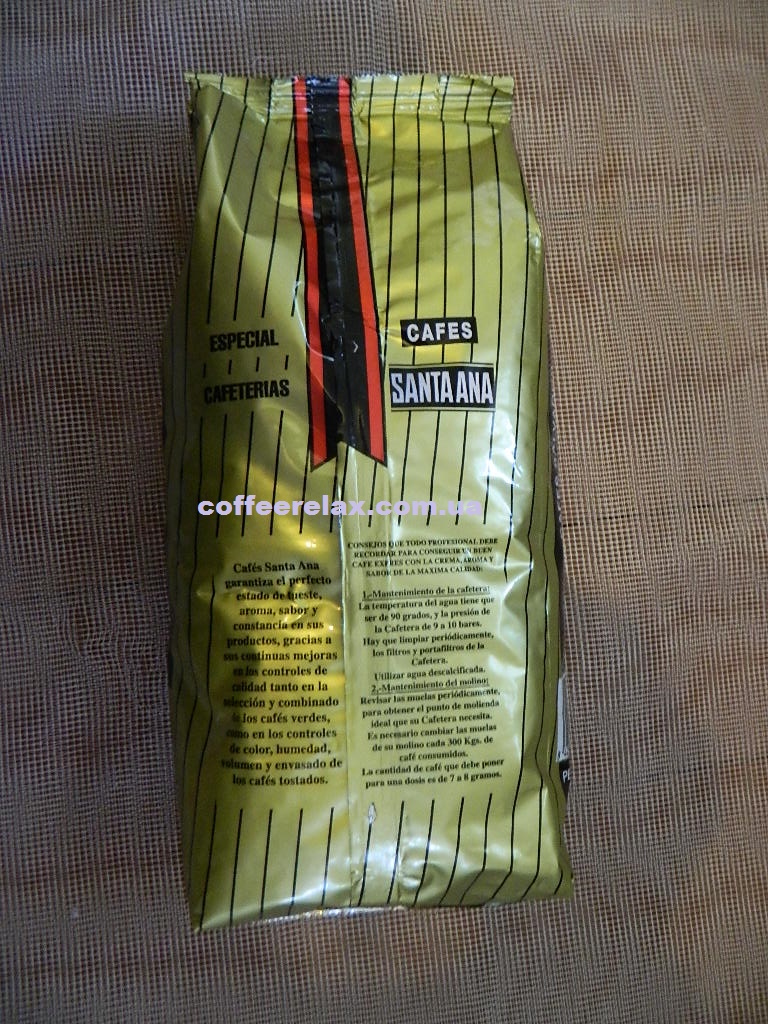 ESPECIAL
CAFETERIAS
CAFES
SANTA ANA
coffeerelax.com.ua
Cafés Santa Ana
garantiza el perfecto
estado de tueste,
aroma, sabor y
constancia en sus
productos, gracias a
sus continuas mejoras
en los controles de
calidad tanto en la
selección y combinado
de los cafés verdes,
como en los controles
de color, humedad,
volumen y envasado de
los cafés tostados.
CONSEJOS QUE TODO PROFESIONAL DEBE
RECORDAR PARA CONSEGUIR UN BUEN
CAFE EXPRES CON LA CREMA, AROMA Y
SABOR DE LA MAXIMA CALIDAD:
1.-Mantenimiento de la cafetera:
La temperatura del agua tiene que
ser de 90 grados, y la presión de
la Cafetera de 9 a 10 bares.
Hay que limpiar periódicamente,
los filtros y portafiltros de la
Cafetera.
Utilizar agua descalcificada.
2.-Mantenimiento del molino:
Revisar las muelas periódicamente,
para obtener el punto de molienda
ideal que su Cafetera necesita.
Es necesario cambiar las muelas
de su molino cada 300 Kgs. de
café consumidos.
La cantidad de café que debe poner
para una dosis es de 7 a 8 gramos.